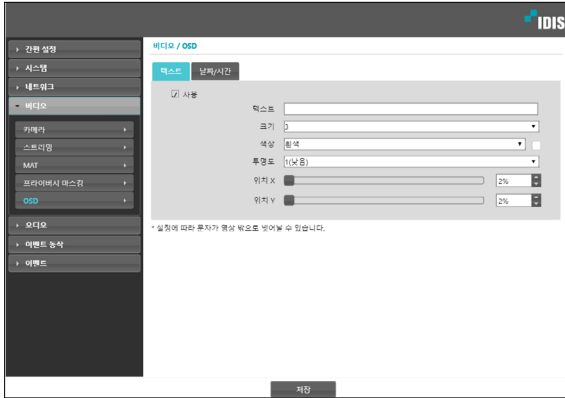 IDIS
간편 설정
시스템
네트워크
비디오
카메라
스트리밍
MAT
프라이버시 마스킹
OSD
오디오
이벤트 동작
이벤트
비디오 / OSD
텍스트 날짜/시간
사용
텍스트
크기 3
색상 흰색
투명도 1(낮음)
위치 X 2%
위치 Y 2%
* 설정에 따라 문자가 영상 밖으로 벗어날 수 있습니다.
저장